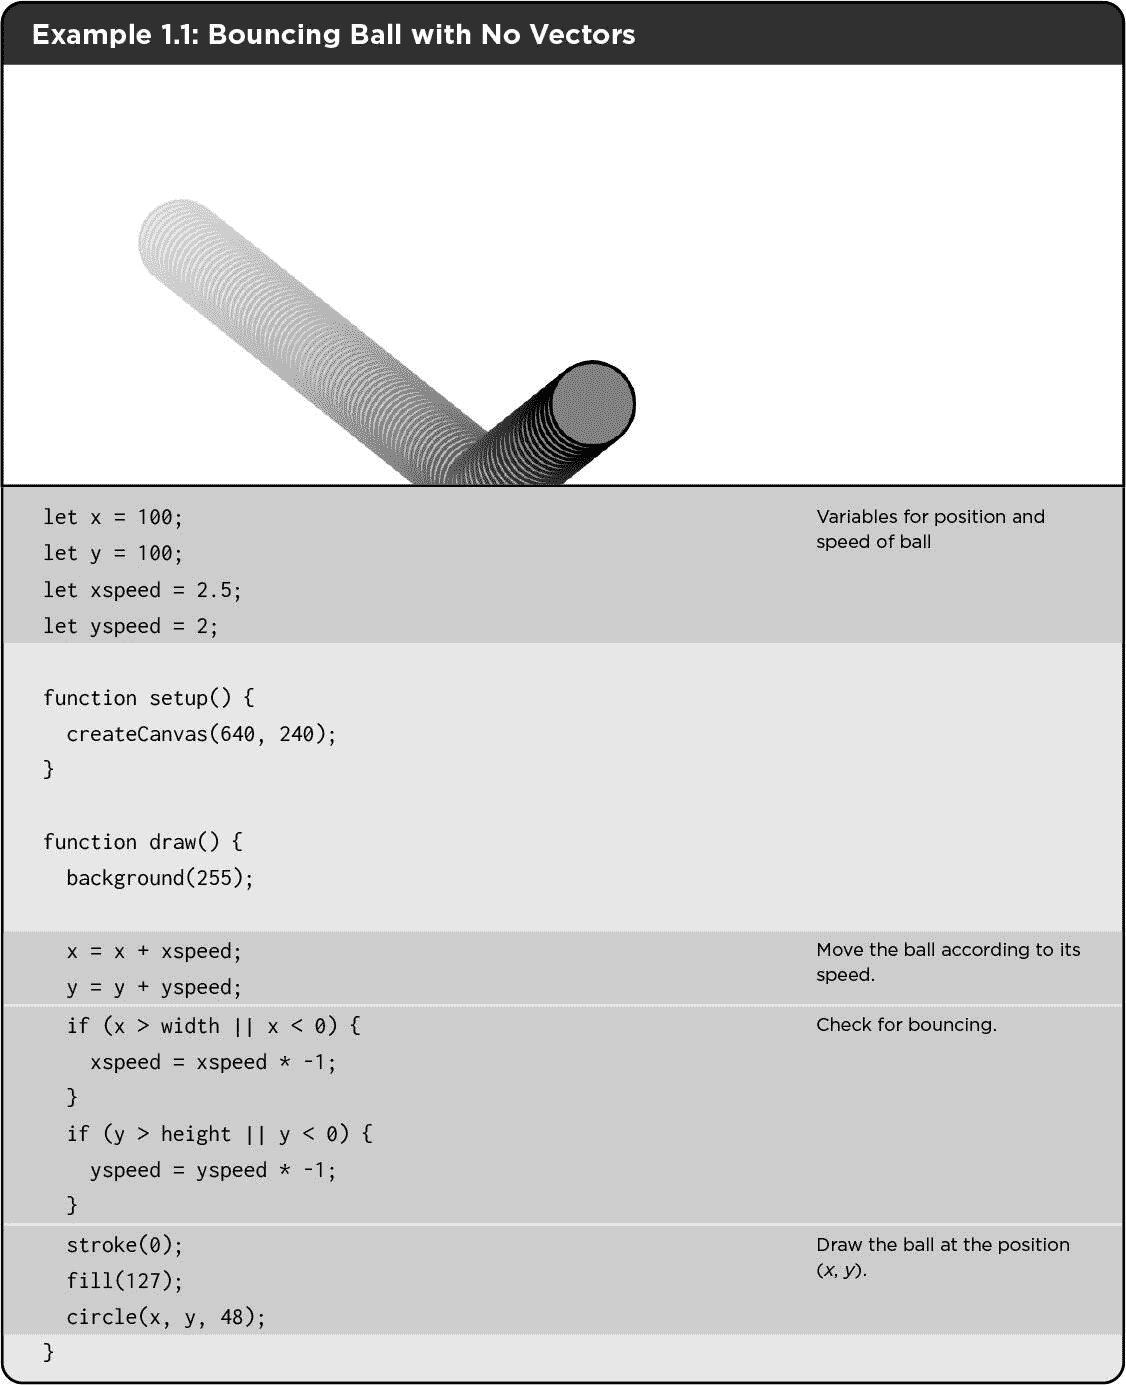 Example 1.1: Bouncing Ball with No Vectors
let x = 100;
let y = 100;
let xspeed = 2.5;
let yspeed = 2;
Variables for position and
speed of ball
function setup() {
  createCanvas(640, 240);
}
function draw() {
  background(255);
  x = x + xspeed;
  y = y + yspeed;
Move the ball according to its
speed.
  if (x > width || x < 0) {
    xspeed = xspeed * -1;
  }
  if (y > height || y < 0) {
    yspeed = yspeed * -1;
  }
Check for bouncing.
  stroke(0);
  fill(127);
  circle(x, y, 48);
Draw the ball at the position
(x, y).
}